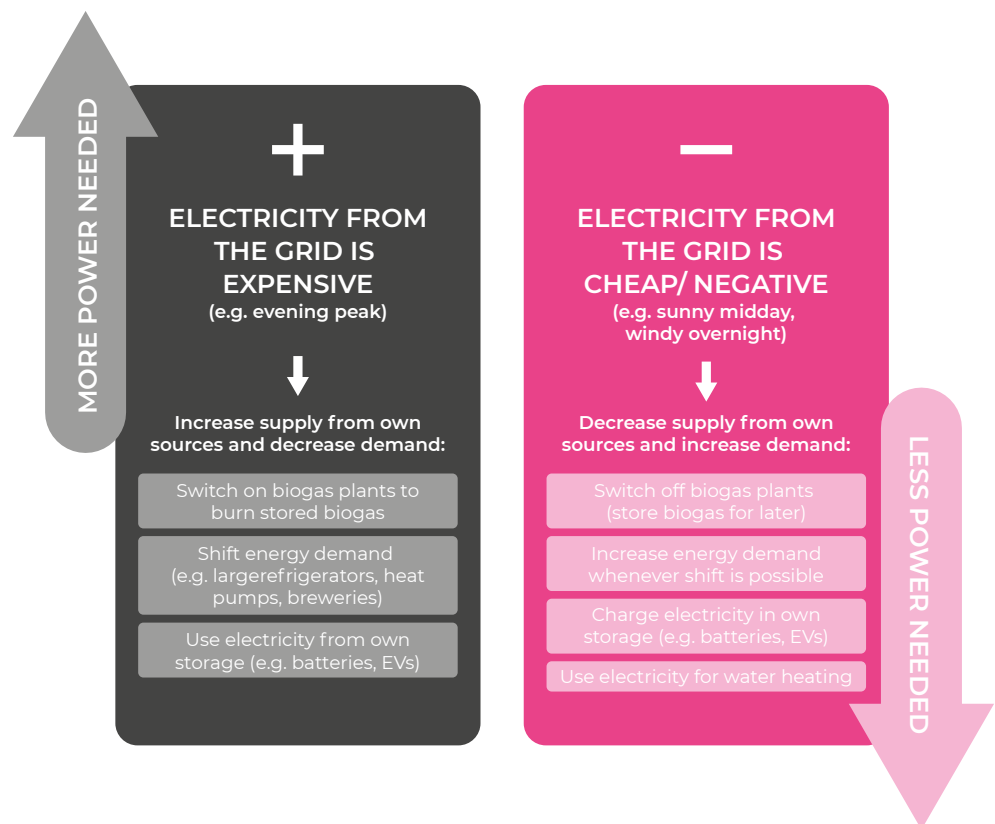 MORE POWER NEEDED
+
ELECTRICITY FROM
THE GRID IS
EXPENSIVE
(e.g. evening peak)
Increase supply from own
sources and decrease demand:
Switch on biogas plants to
burn stored biogas
Shift energy demand
(e.g. largerefrigerators, heat
pumps, breweries)
Use electricity from own
storage (e.g. batteries, EVs)
−
ELECTRICITY FROM
THE GRID IS
CHEAP/ NEGATIVE
(e.g. sunny midday,
windy overnight)
Decrease supply from own
sources and increase demand:
Switch off biogas plants
(store biogas for later)
Increase energy demand
whenever shift is possible
Charge electricity in own
storage (e.g. batteries, EVs)
Use electricity for water heating
LESS POWER NEEDED